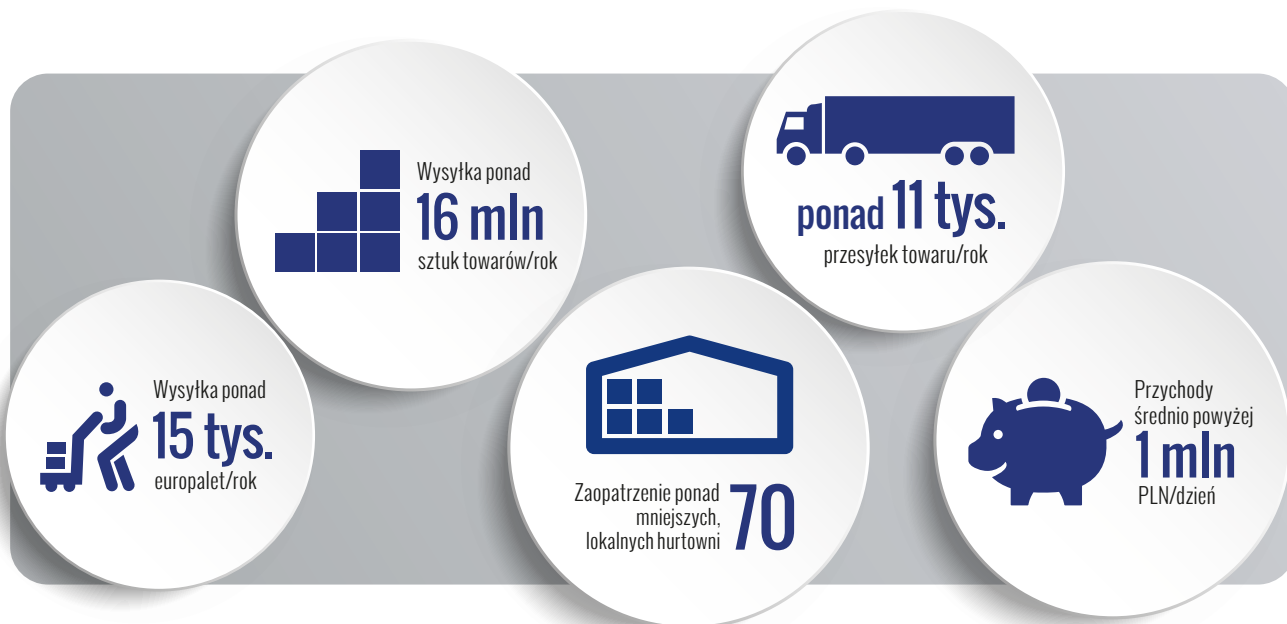 Wysyłka ponad
15 tys.
europalet/rok
Wysyłka ponad
16 mln
sztuk towarów/rok
Zaopatrzenie ponad
mniejszych,
lokalnych hurtowni
70
ponad 11 tys.
przesyłek towaru/rok
Przychody
średnio powyżej
1 mln
PLN/dzień